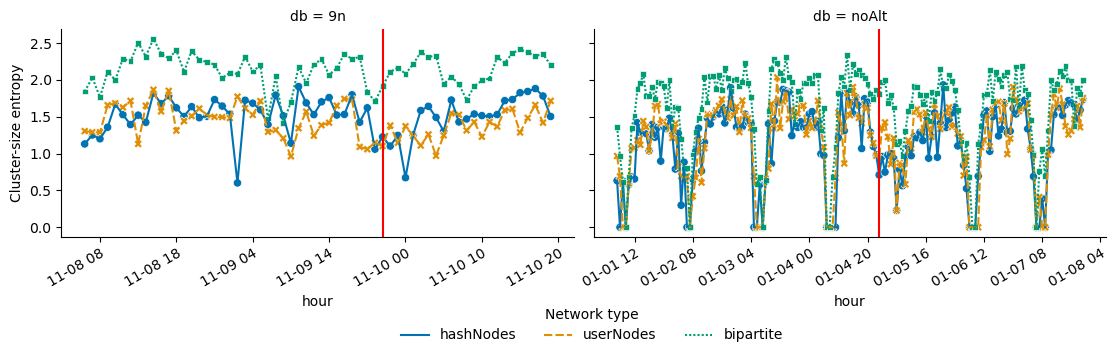 db = 9n
db = noAlt
Cluster-size entropy
2.5
2.0
1.5
1.0
0.5
0.0
11-08 08
11-08 18
11-09 04
11-09 14
11-10 00
11-10 10
11-10 20
01-01 12
01-02 08
01-03 04
01-04 00
01-04 20
01-05 16
01-06 12
01-07 08
01-08 04
hour
hour
Network type
hashNodes
userNodes
bipartite